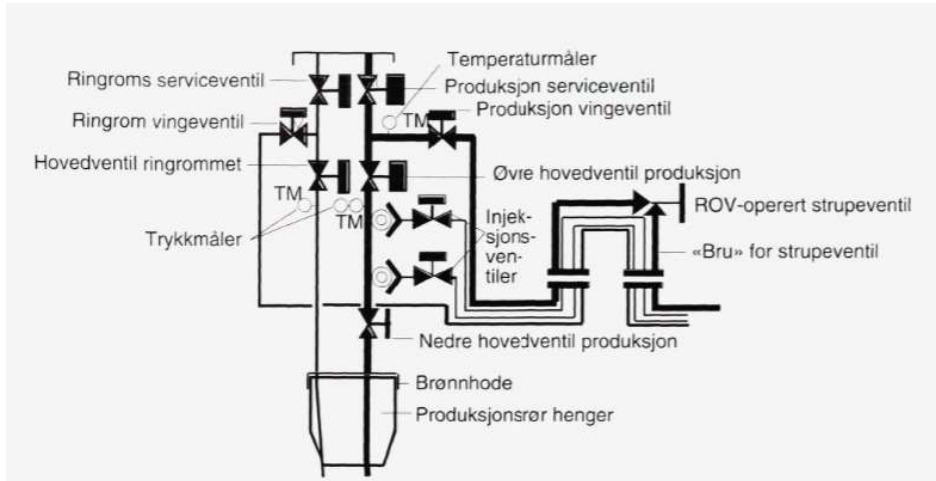 Temperaturmåler
Ringroms serviceventil
Produksjon serviceventil
Produksjon vingeventil
Ringrom vingeventil
TM
Hovedventil ringrommet
Øvre hovedventil produksjon
TM
TM
ROV-operert strupeventil
Trykkmåler
Injek-
sjons-
ven-
tiler
«Bru» for strupeventil
Nedre hovedventil produksjon
Brønnhode
Produksjonsrør henger